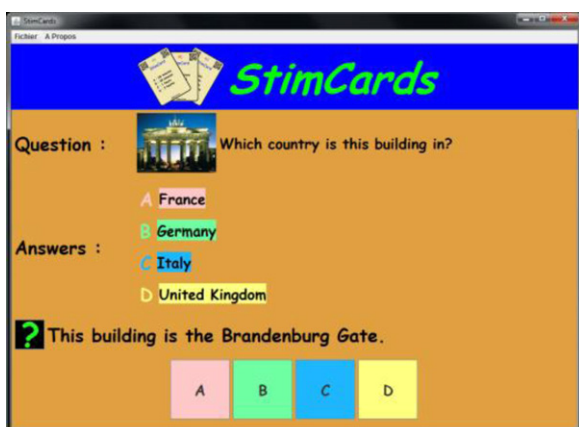 StimCards
Fichier A Propos
StimCards
Question :
Which country is this building in?
Answers :
A France
B Germany
C Italy
D United Kingdom
? This building is the Brandenburg Gate.
A B C D